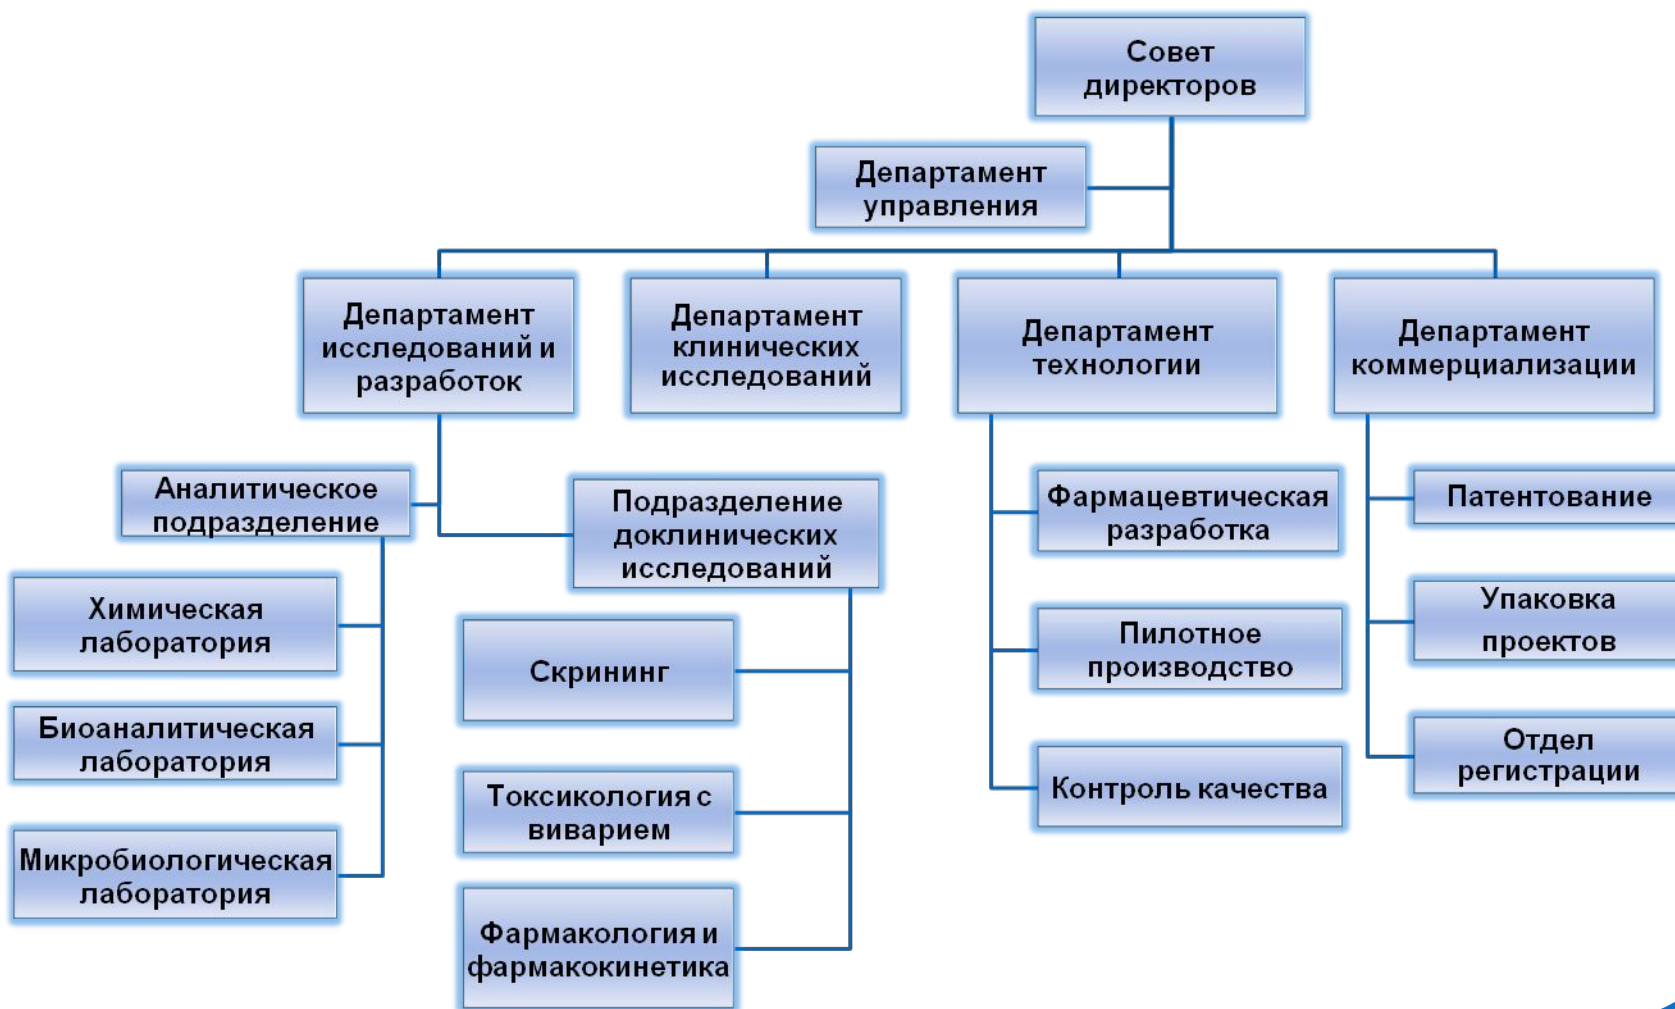 Совет
директоров
Департамент
управления
Департамент
исследований и
разработок
Департамент
клинических
исследований
Департамент
технологии
Департамент
коммерциализации
Аналитическое
подразделение
Подразделение
доклинических
исследований
Фармацевтическая
разработка
Патентование
Химическая
лаборатория
Скрининг
Пилотное
производство
Упаковка
проектов
Биоаналитическая
лаборатория
Токсикология с
виварием
Контроль качества
Отдел
регистрации
Микробиологическая
лаборатория
Фармакология и
фармакокинетика